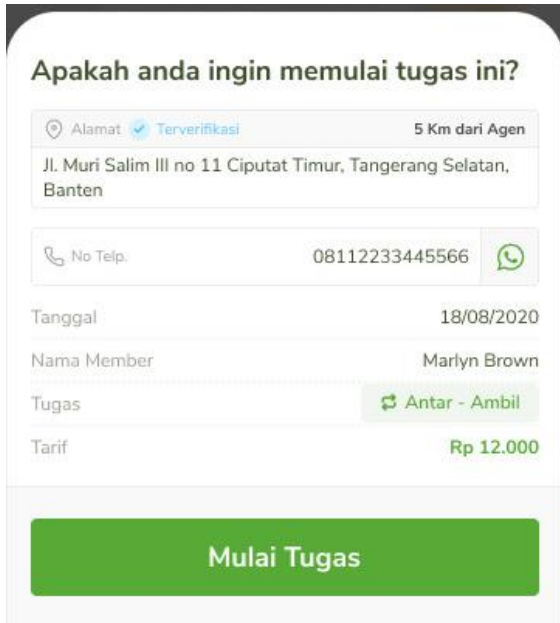 Apakah anda ingin memulai tugas ini?
Alamat Terverifikasi 5 Km dari Agen
Jl. Muri Salim III no 11 Ciputat Timur, Tangerang Selatan,
Banten
No Telp. 08112233445566
Tanggal 18/08/2020
Nama Member Marlyn Brown
Tugas Antar - Ambil
Tarif Rp 12.000
Mulai Tugas